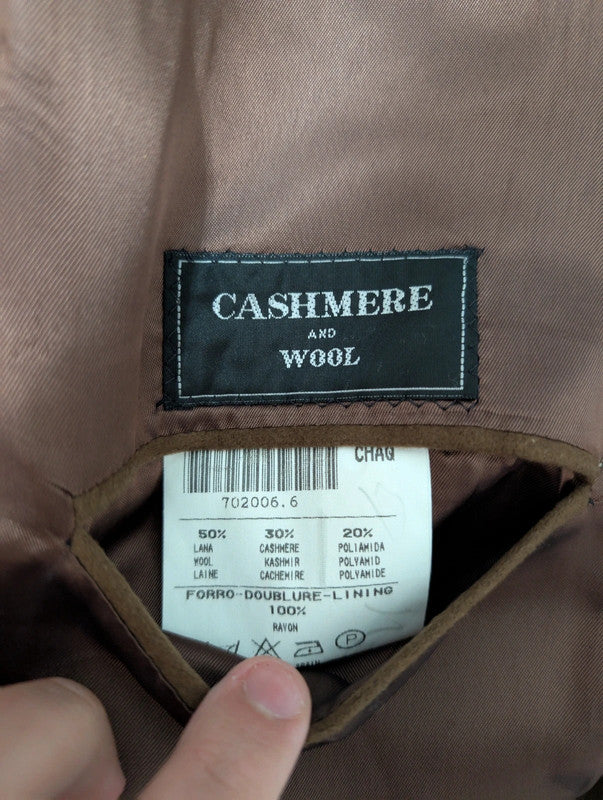 CASHMERE
AND
WOOL
CHAQ
702006.6
50% 30% 20%
LANA CASHMERE POLIAMIDA
WOOL KASHMIR POLYAMID
LAINE CACHEMIRE POLYAMIDE
FORRO-DOUBLURE-LINING
100%
RAYON
P